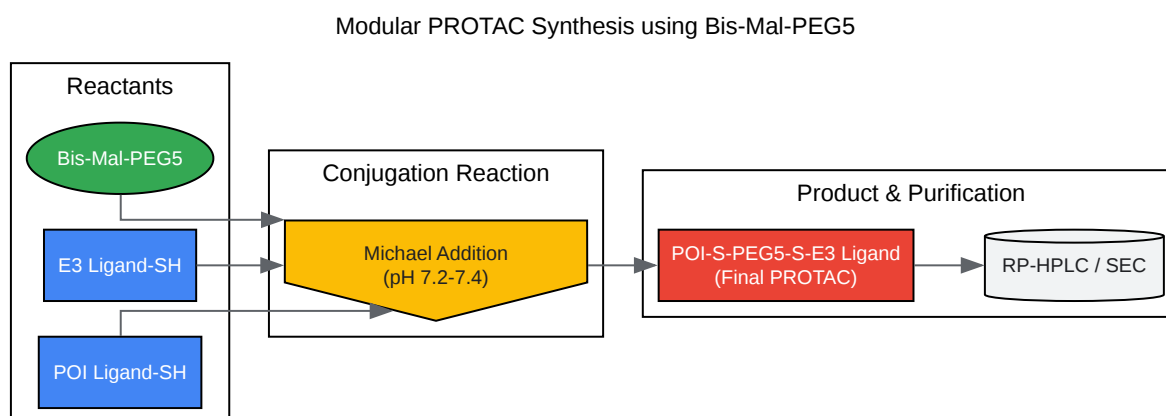 Modular PROTAC Synthesis using Bis-Mal-PEG5
Reactants
Bis-Mal-PEG5
E3 Ligand-SH
POI Ligand-SH
Conjugation Reaction
Michael Addition
(pH 7.2-7.4)
Product & Purification
POI-S-PEG5-S-E3 Ligand
(Final PROTAC)
RP-HPLC / SEC